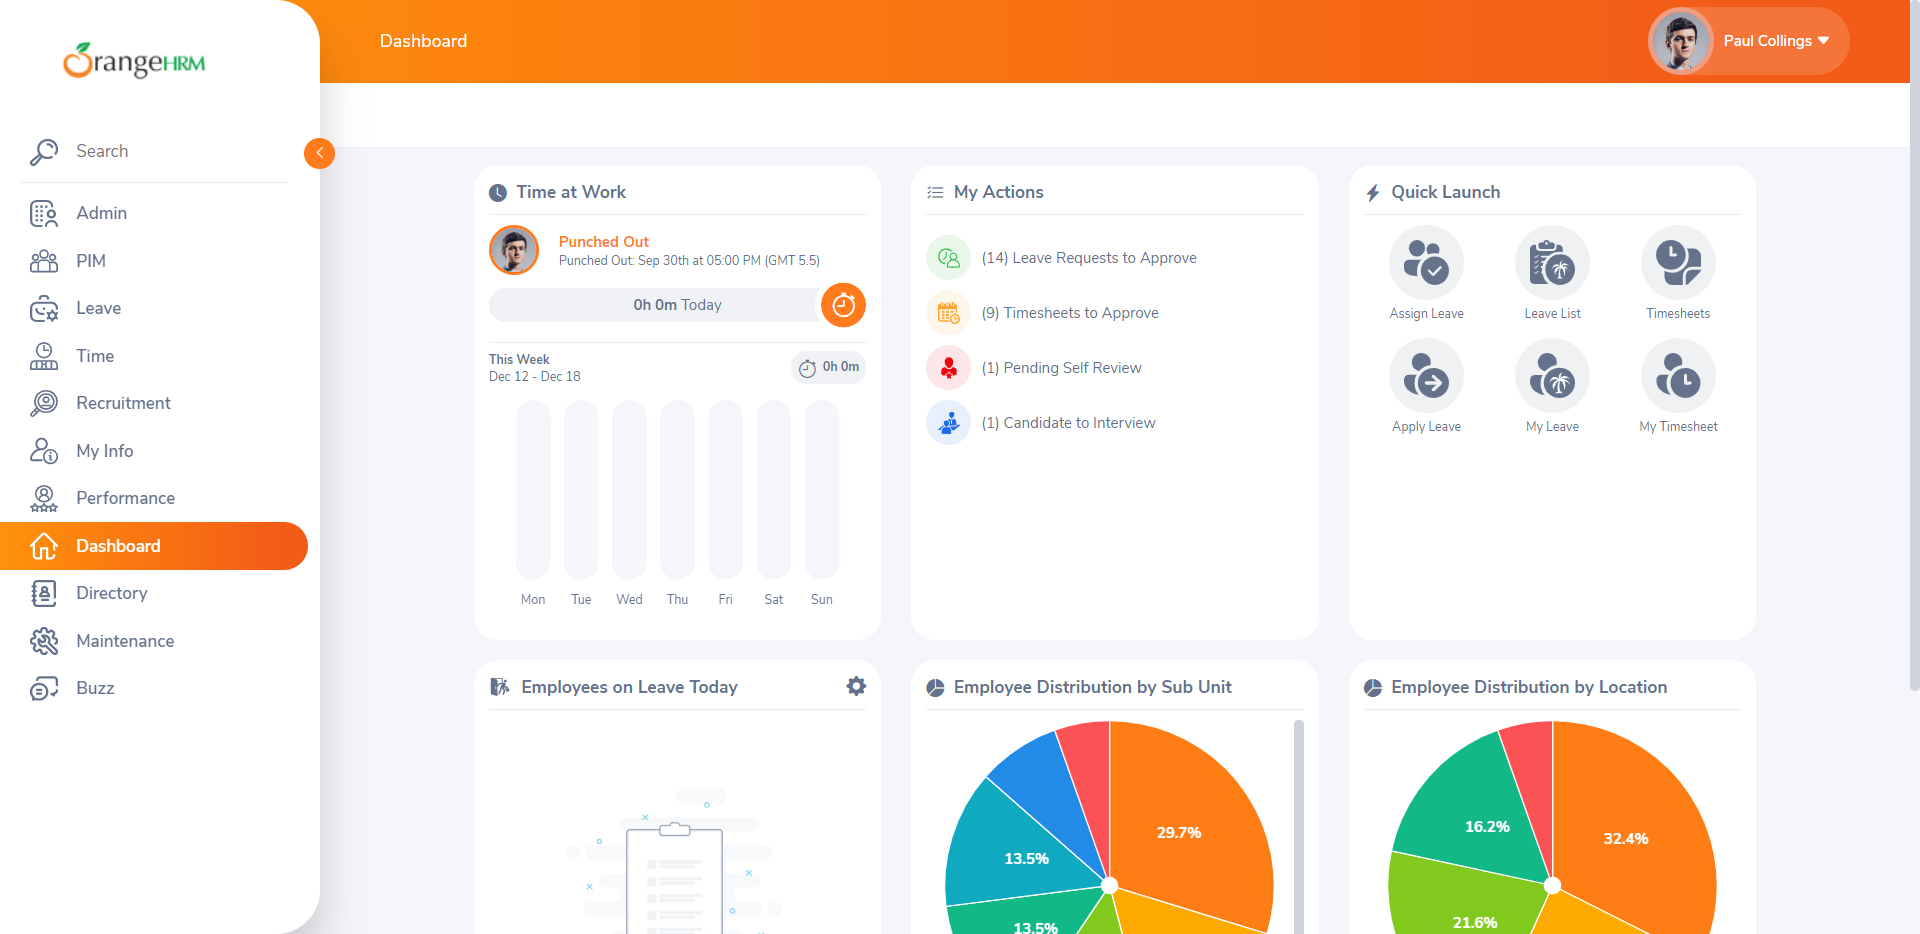 OrangeHRM
Dashboard
Paul Collings
Search
Admin
PIM
Leave
Time
Recruitment
My Info
Performance
Dashboard
Directory
Maintenance
Buzz
Time at Work
Punched Out
Punched Out: Sep 30th at 05:00 PM (GMT 5.5)
0h 0m Today
This Week
Dec 12 - Dec 18
0h 0m
Mon Tue Wed Thu Fri Sat Sun
My Actions
(14) Leave Requests to Approve
(9) Timesheets to Approve
(1) Pending Self Review
(1) Candidate to Interview
Quick Launch
Assign Leave Leave List Timesheets
Apply Leave My Leave My Timesheet
Employees on Leave Today
Employee Distribution by Sub Unit
29.7%
13.5%
13.5%
Employee Distribution by Location
16.2%
32.4%
21.6%